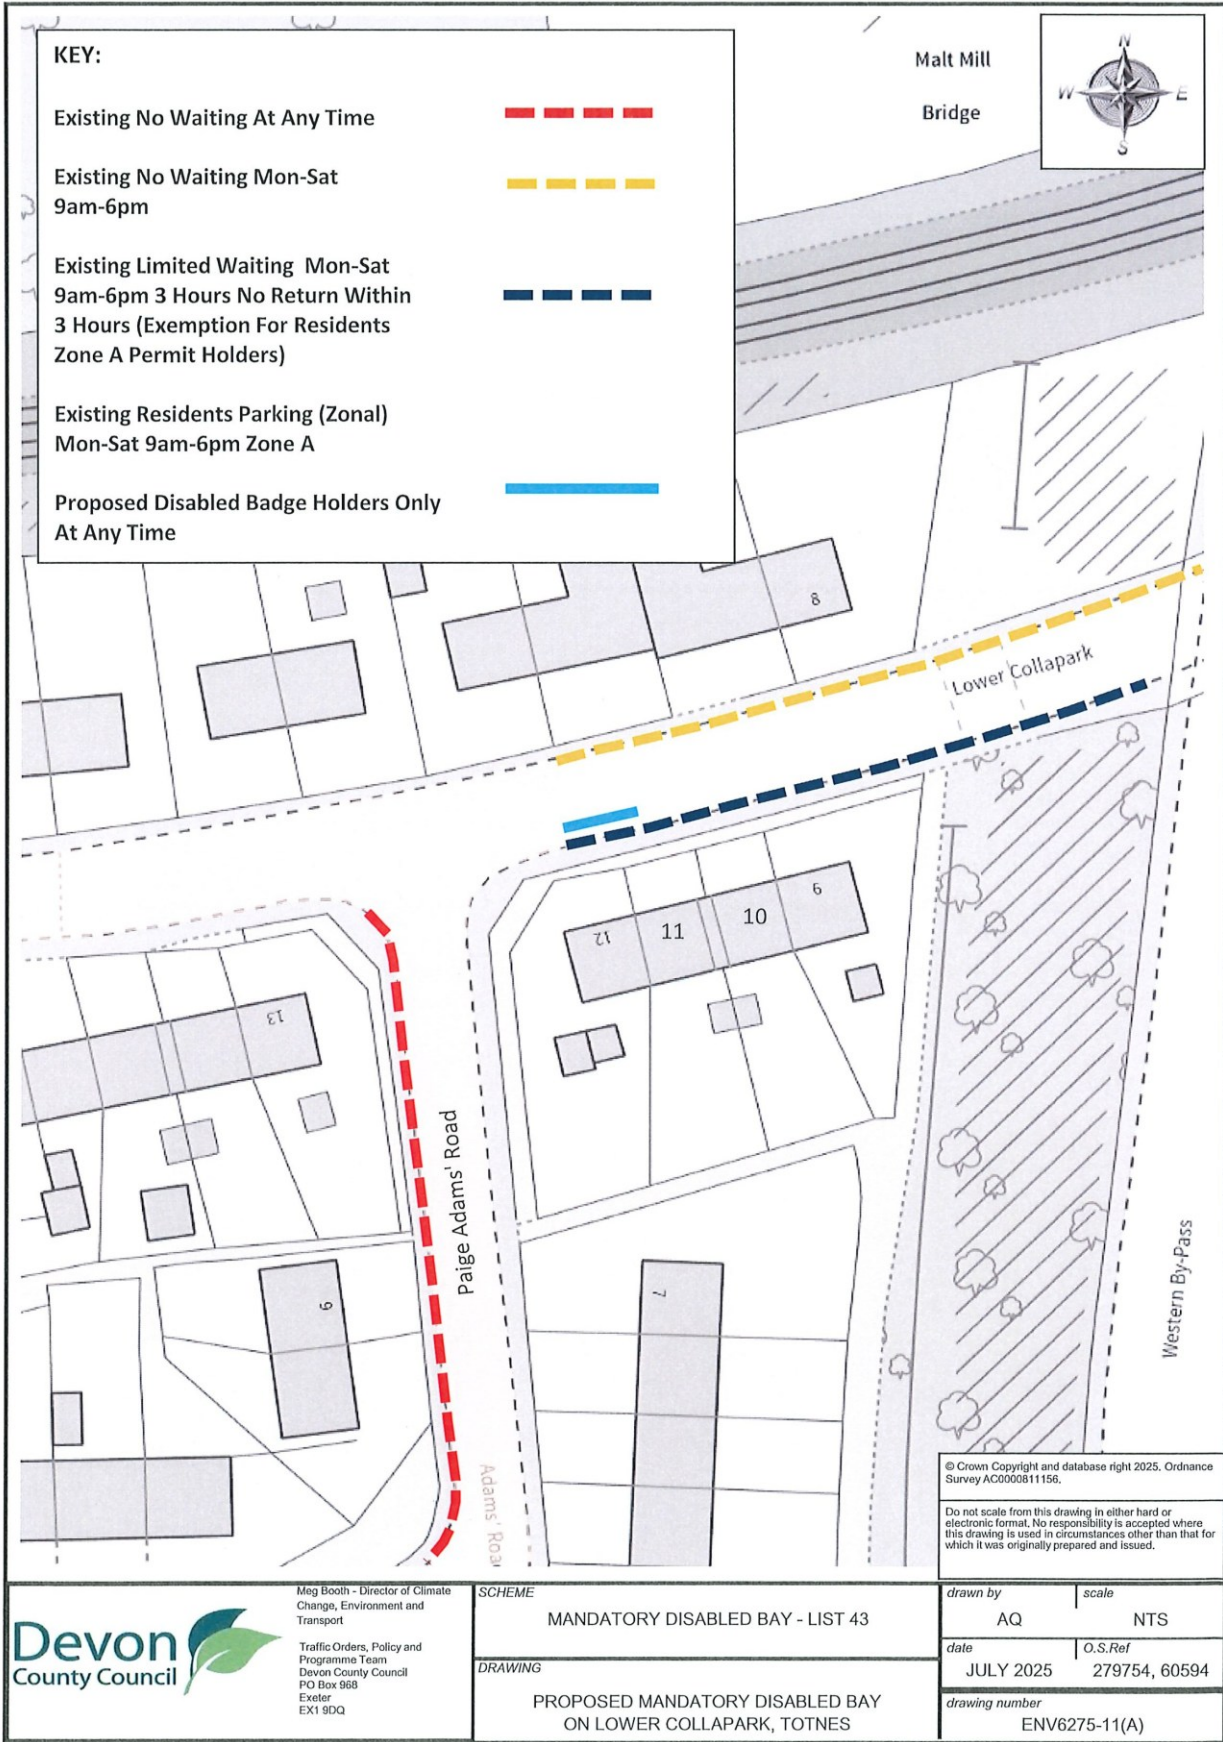 KEY:
Existing No Waiting At Any Time
Existing No Waiting Mon-Sat
9am-6pm
Existing Limited Waiting Mon-Sat
9am-6pm 3 Hours No Return Within
3 Hours (Exemption For Residents
Zone A Permit Holders)
Existing Residents Parking (Zonal)
Mon-Sat 9am-6pm Zone A
Proposed Disabled Badge Holders Only
At Any Time
Malt Mill
Bridge
N
W
E
S
8
Lower Collapark
9
10
11
12
13
Paige Adams' Road
6
7
Western By-Pass
Adams' Roa
© Crown Copyright and database right 2025. Ordnance
Survey AC0000811156.
Do not scale from this drawing in either hard or
electronic format. No responsibility is accepted where
this drawing is used in circumstances other than that for
which it was originally prepared and issued.
Devon
County Council
Meg Booth - Director of Climate
Change, Environment and
Transport
Traffic Orders, Policy and
Programme Team
Devon County Council
PO Box 968
Exeter
EX1 9DQ
SCHEME
MANDATORY DISABLED BAY - LIST 43
DRAWING
PROPOSED MANDATORY DISABLED BAY
ON LOWER COLLAPARK, TOTNES
drawn by
AQ
scale
NTS
date
JULY 2025
O.S.Ref
279754, 60594
drawing number
ENV6275-11(A)